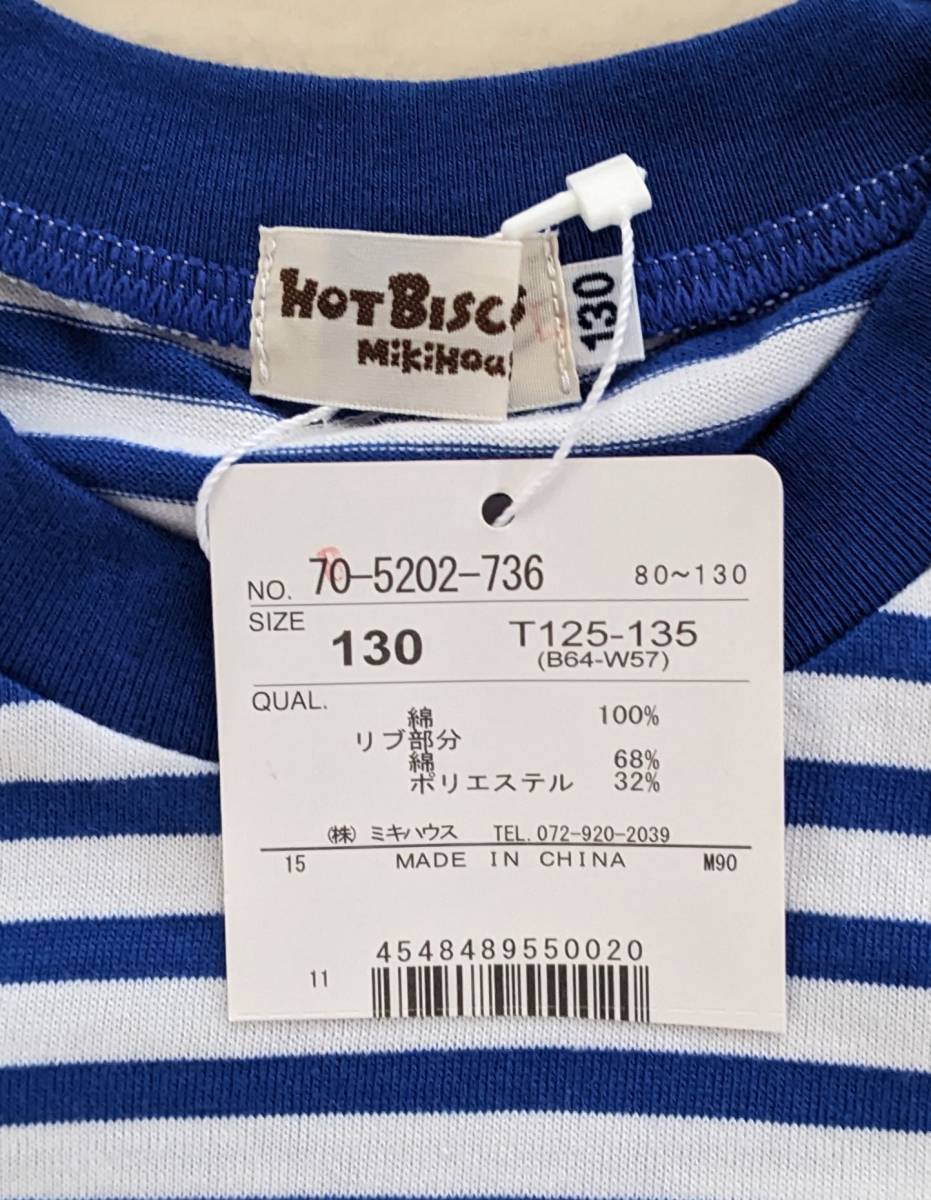 HOT BISC
MikiHou
130
NO. 70-5202-736 80~130
SIZE 130 T125-135
(B64-W57)
QUAL.
綿 100%
リブ部分
綿 68%
ポリエステル 32%
㈱ ミキハウス TEL. 072-920-2039
15 MADE IN CHINA M90
4548489550020
11